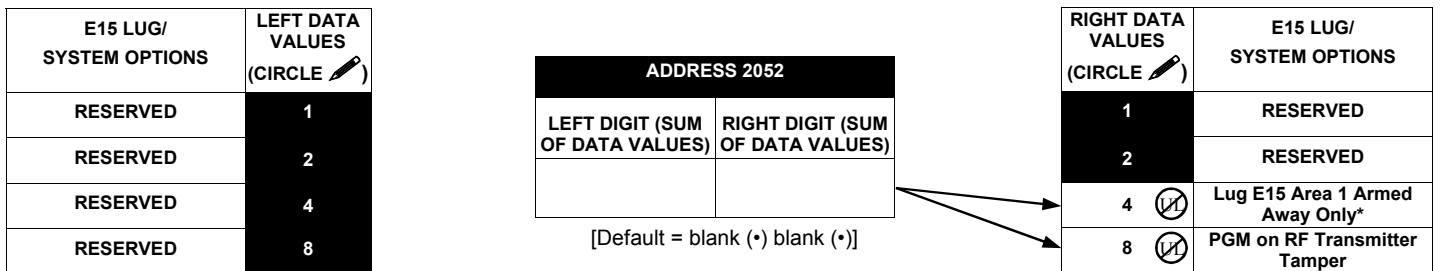 E15 LUG/
SYSTEM OPTIONS
LEFT DATA
VALUES
(CIRCLE )
RESERVED 1
RESERVED 2
RESERVED 4
RESERVED 8
ADDRESS 2052
LEFT DIGIT (SUM
OF DATA VALUES)
RIGHT DIGIT (SUM
OF DATA VALUES)
[Default = blank (•) blank (•)]
RIGHT DATA
VALUES
(CIRCLE )
E15 LUG/
SYSTEM OPTIONS
1 RESERVED
2 RESERVED
4 UL Lug E15 Area 1 Armed
Away Only*
8 UL PGM on RF Transmitter
Tamper